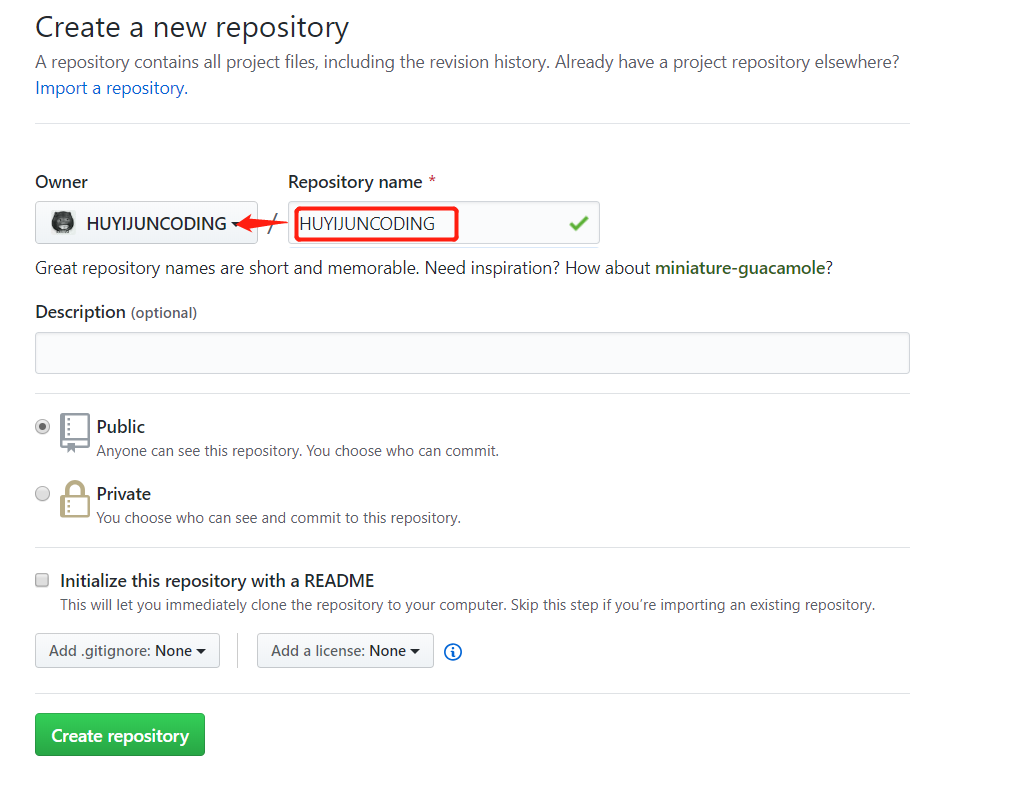 Create a new repository
A repository contains all project files, including the revision history. Already have a project repository elsewhere?
Import a repository.
Owner
Repository name *
HUYIJUNCODING
/
HUYIJUNCODING
Great repository names are short and memorable. Need inspiration? How about miniature-guacamole?
Description (optional)
Public
Anyone can see this repository. You choose who can commit.
Private
You choose who can see and commit to this repository.
Initialize this repository with a README
This will let you immediately clone the repository to your computer. Skip this step if you’re importing an existing repository.
Add .gitignore: None
Add a license: None
Create repository